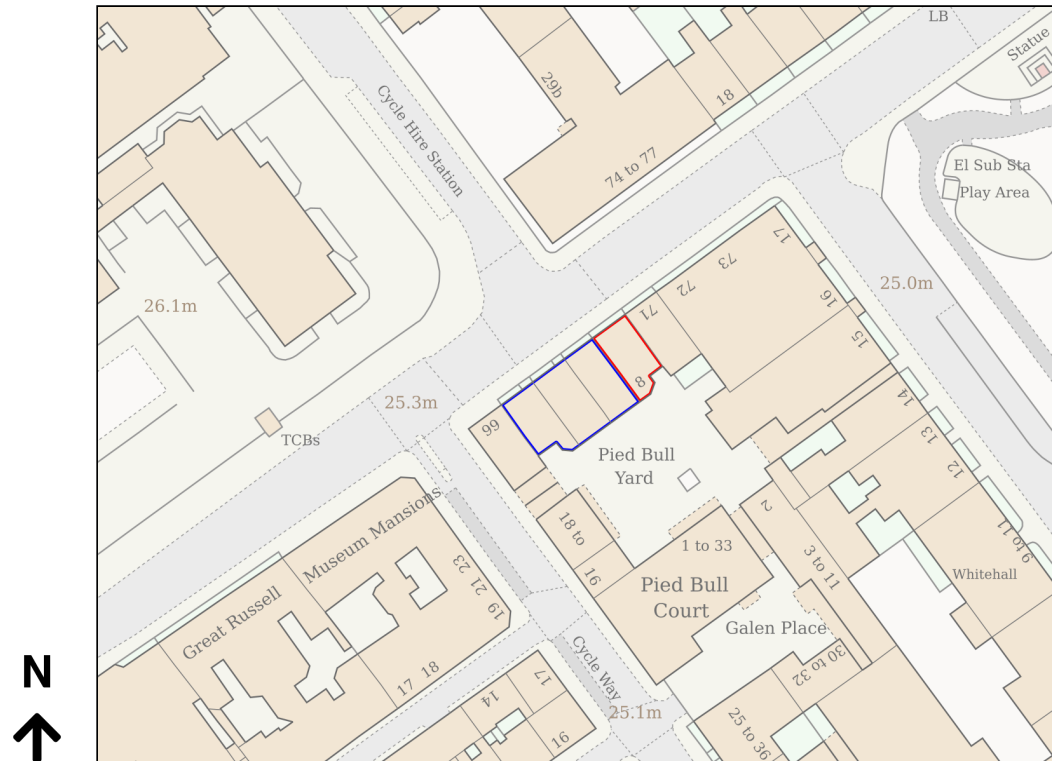 LB
Statue
29b
Cycle Hire Station
18
74 to 77
El Sub Sta
Play Area
17
73
25.0m
26.1m
72
16
71
15
25.3m
8
14
99
TCBs
13
Pied Bull
Yard
12
Museum Mansions
2
18 to
9 to 11
1 to 33
23
21
3 to 11
16
Whitehall
19
Pied Bull
Court
Great Russell
Galen Place
18
17
Cycle Way
30 to
32
17
14
25.1m
25 to 36
16
N